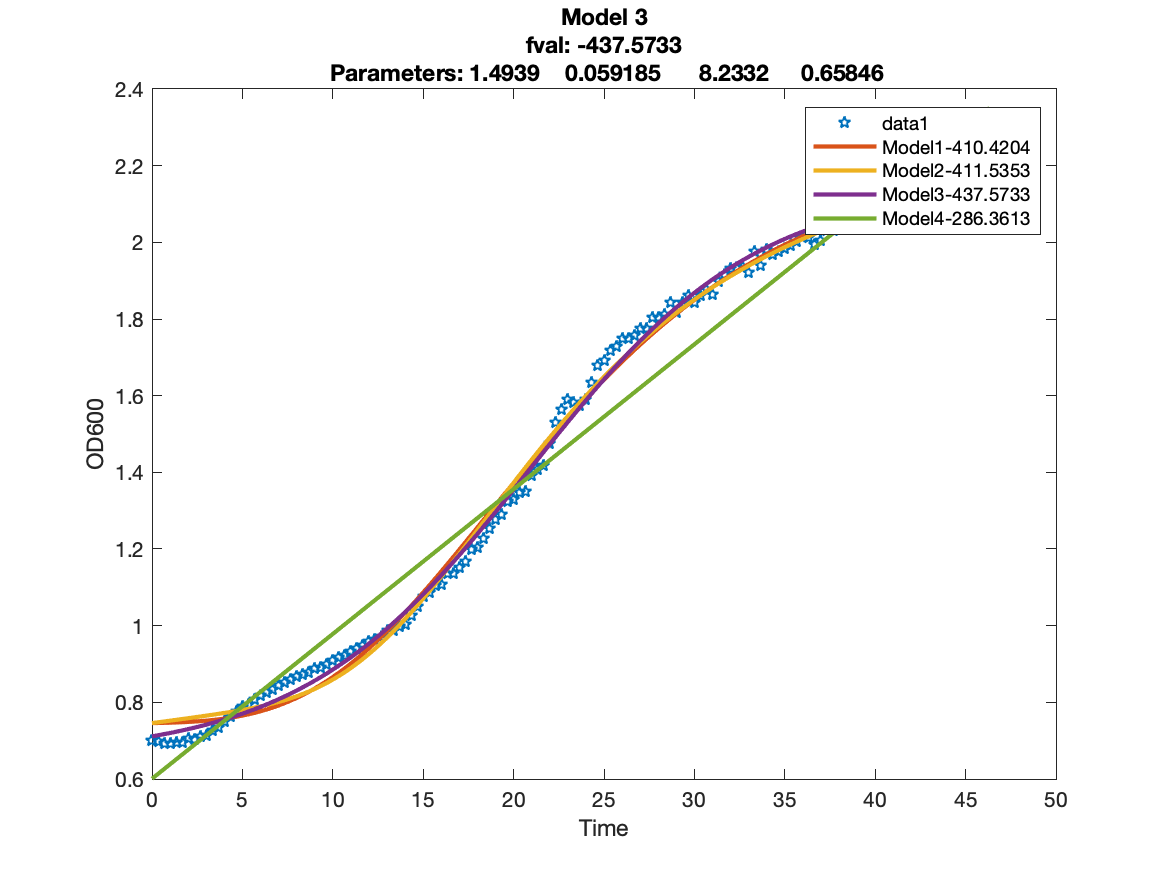 Model 3
fval: -437.5733
Parameters: 1.4939 0.059185 8.2332 0.65846
2.4
2.2
2
1.8
1.6
1.4
1.2
1
0.8
0.6
OD600
data1
Model1-410.4204
Model2-411.5353
Model3-437.5733
Model4-286.3613
0 5 10 15 20 25 30 35 40 45 50
Time